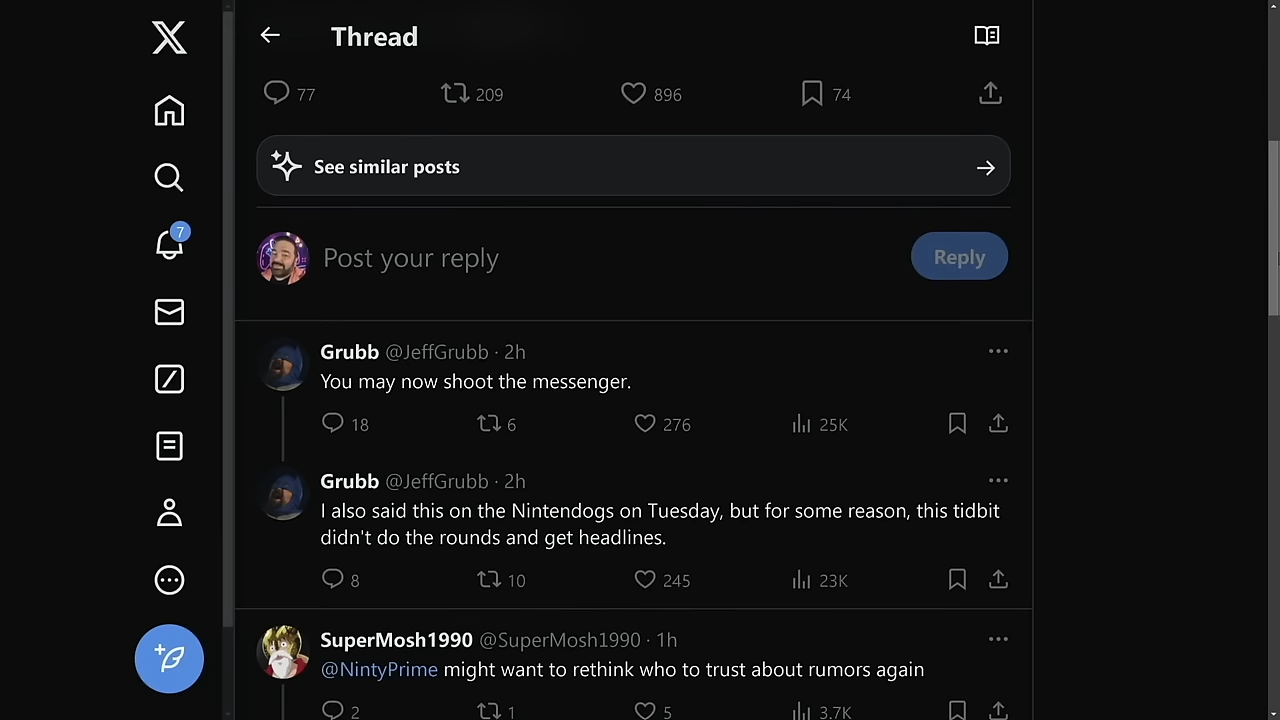 Thread
77
209
896
74
See similar posts
7
Post your reply
Reply
Grubb @JeffGrubb · 2h
You may now shoot the messenger.
18
6
276
25K
Grubb @JeffGrubb · 2h
I also said this on the Nintendogs on Tuesday, but for some reason, this tidbit
didn't do the rounds and get headlines.
8
10
245
23K
SuperMosh1990 @SuperMosh1990 · 1h
@NintyPrime might want to rethink who to trust about rumors again
2
1
5
3.7K